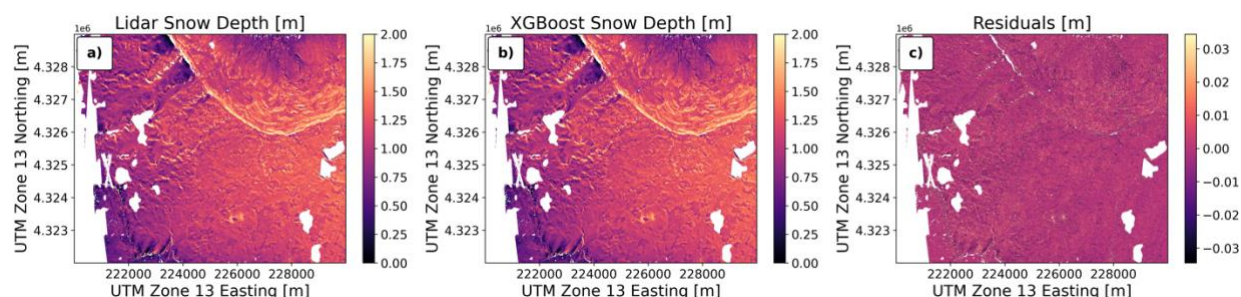 Lidar Snow Depth [m]
1e6
a)
UTM Zone 13 Northing [m]
4.328
4.327
4.326
4.325
4.324
4.323
222000 224000 226000 228000
UTM Zone 13 Easting [m]
2.00
1.75
1.50
1.25
1.00
0.75
0.50
0.25
0.00
XGBoost Snow Depth [m]
1e6
b)
UTM Zone 13 Northing [m]
4.328
4.327
4.326
4.325
4.324
4.323
222000 224000 226000 228000
UTM Zone 13 Easting [m]
2.00
1.75
1.50
1.25
1.00
0.75
0.50
0.25
0.00
Residuals [m]
1e6
c)
UTM Zone 13 Northing [m]
4.328
4.327
4.326
4.325
4.324
4.323
222000 224000 226000 228000
UTM Zone 13 Easting [m]
0.03
0.02
0.01
0.00
−0.01
−0.02
−0.03